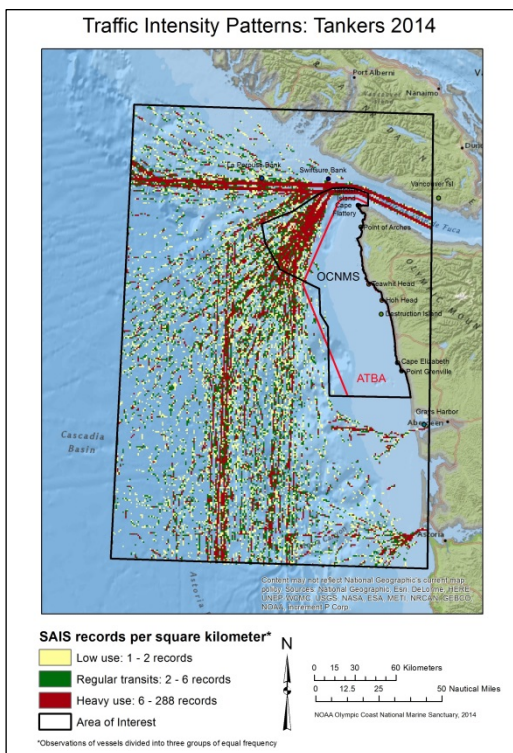 Traffic Intensity Patterns: Tankers 2014
Port Alberni
Nanaimo
La Perouse Bank
Swiftsure Bank
Island
Cape
Flattery
Point of Arches
OCNMS
Teawhit Head
Hoh Head
Destruction Island
Cape Elizabeth
Point Grenville
ATBA
Grays Harbor
Aberdeen
Cascadia
Basin
Astoria
Astoria
Content may not reflect National Geographic's current map
policy. Sources: National Geographic, Esri, DeLorme, HERE,
UNEP-WCMC, USGS, NASA, ESA, METI, NRCAN, GEBCO,
NOAA, increment P Corp.
SAIS records per square kilometer*
Low use: 1 - 2 records
Regular transits: 2 - 6 records
Heavy use: 6 - 288 records
Area of Interest
N
0 15 30 60 Kilometers
0 12.5 25 50 Nautical Miles
NOAA Olympic Coast National Marine Sanctuary, 2014
*Observations of vessels divided into three groups of equal frequency